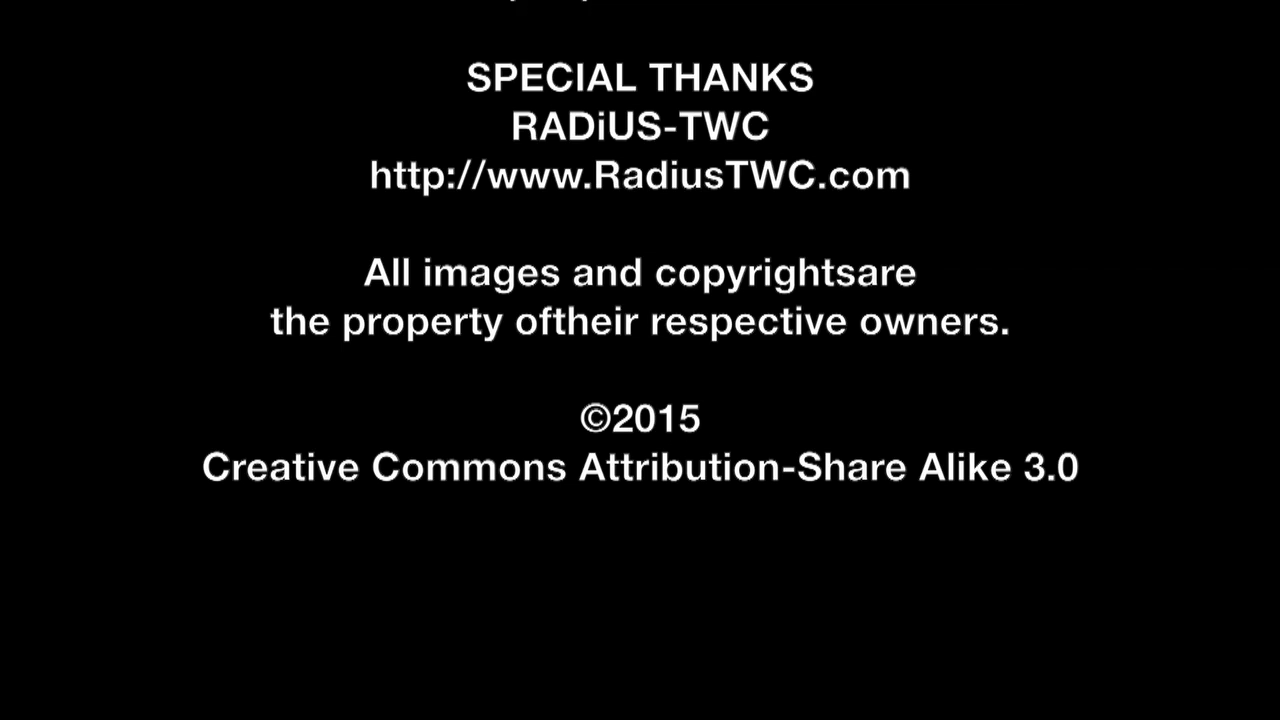 SPECIAL THANKS
RADiUS-TWC
http://www.RadiusTWC.com
All images and copyrightsare
the property oftheir respective owners.
©2015
Creative Commons Attribution-Share Alike 3.0